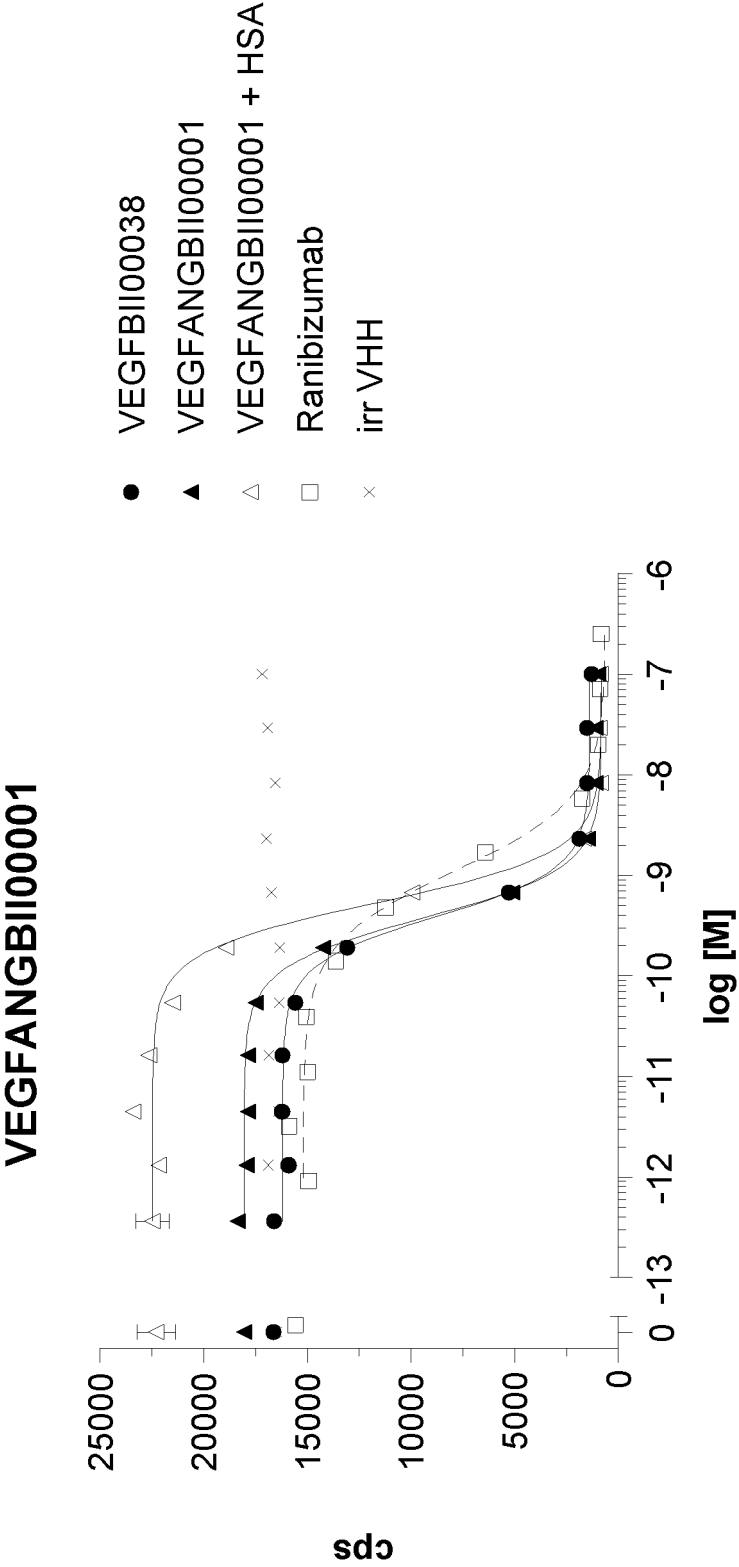 VEGFANGBII00001
VEGFBII00038
VEGFANGBII00001
VEGFANGBII00001 + HSA
Ranibizumab
irr VHH
cps
25000
20000
15000
10000
5000
0
0 -13 -12 -11 -10 -9 -8 -7 -6
log [M]